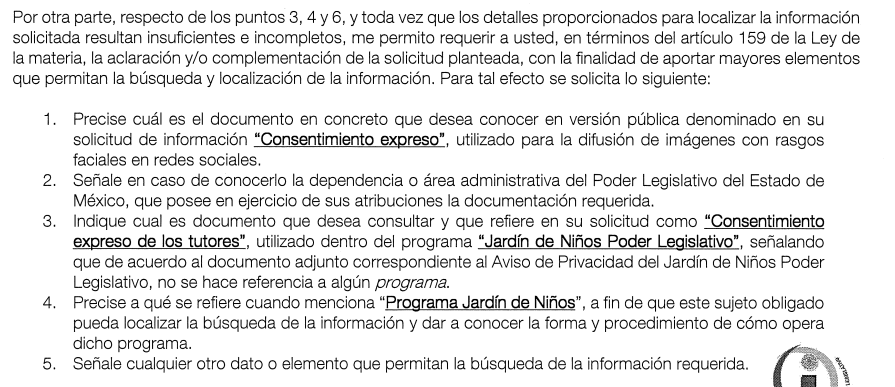 Por otra parte, respecto de los puntos 3, 4 y 6, y toda vez que los detalles proporcionados para localizar la información
solicitada resultan insuficientes e incompletos, me permito requerir a usted, en términos del artículo 159 de la Ley de
la materia, la aclaración y/o complementación de la solicitud planteada, con la finalidad de aportar mayores elementos
que permitan la búsqueda y localización de la información. Para tal efecto se solicita lo siguiente:
1. Precise cuál es el documento en concreto que desea conocer en versión pública denominado en su
solicitud de información “Consentimiento expreso”, utilizado para la difusión de imágenes con rasgos
faciales en redes sociales.
2. Señale en caso de conocerlo la dependencia o área administrativa del Poder Legislativo del Estado de
México, que posee en ejercicio de sus atribuciones la documentación requerida.
3. Indique cual es documento que desea consultar y que refiere en su solicitud como “Consentimiento
expreso de los tutores”, utilizado dentro del programa “Jardín de Niños Poder Legislativo”, señalando
que de acuerdo al documento adjunto correspondiente al Aviso de Privacidad del Jardín de Niños Poder
Legislativo, no se hace referencia a algún programa.
4. Precise a qué se refiere cuando menciona “Programa Jardín de Niños”, a fin de que este sujeto obligado
pueda localizar la búsqueda de la información y dar a conocer la forma y procedimiento de cómo opera
dicho programa.
5. Señale cualquier otro dato o elemento que permitan la búsqueda de la información requerida.